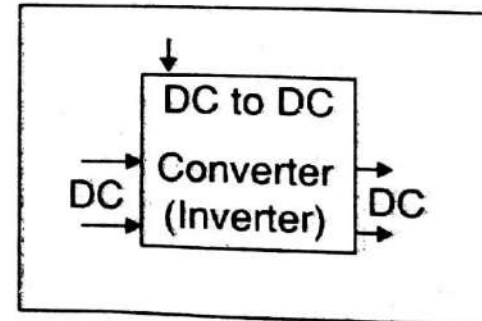 DC to DC
Converter
(Inverter)
DC
DC